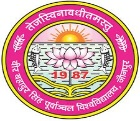 तेजस्विनावधीतमस्तु
1987
वीर बहादुर सिंह पूर्वांचल विश्वविद्यालय, जौनपुर